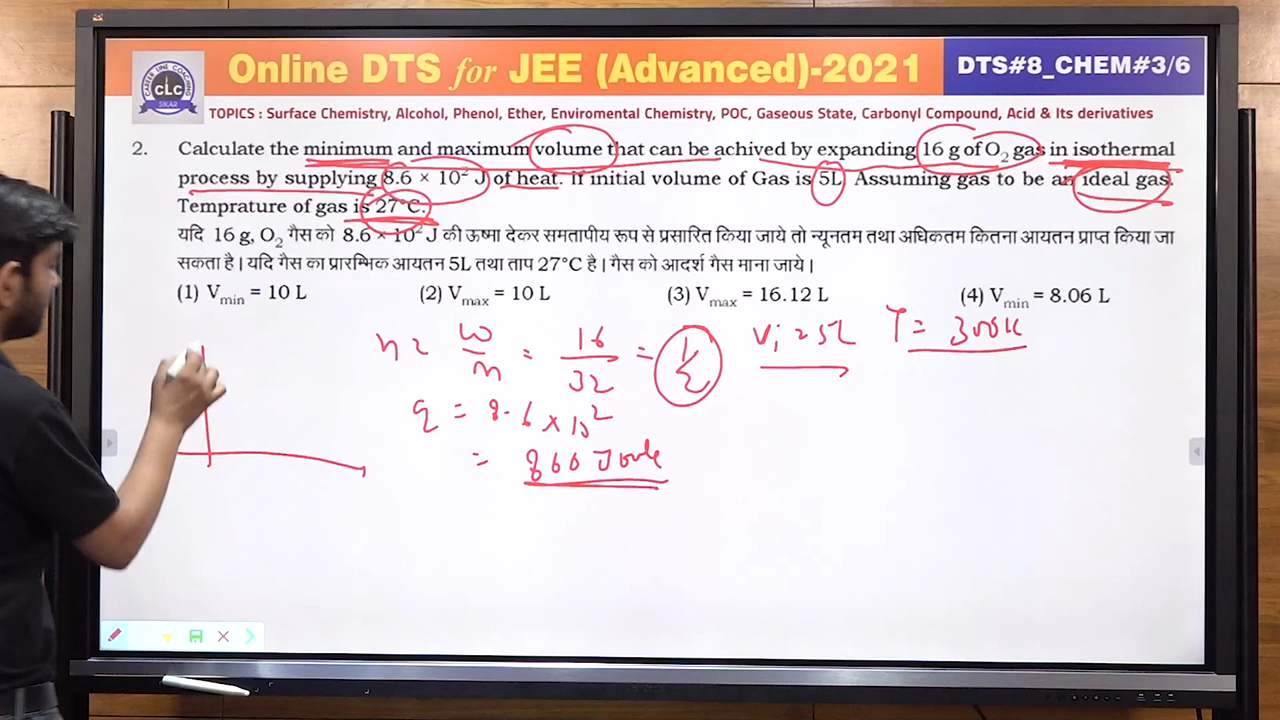 Online DTS for JEE (Advanced)-2021
DTS#8_CHEM#3/6
CAREER LINE COACHING
CLC
SIKAR
TOPICS : Surface Chemistry, Alcohol, Phenol, Ether, Enviromental Chemistry, POC, Gaseous State, Carbonyl Compound, Acid & Its derivatives
2. Calculate the minimum and maximum volume that can be achived by expanding 16 g of O₂ gas in isothermal
process by supplying 8.6 × 10² J of heat. If initial volume of Gas is 5L. Assuming gas to be an ideal gas.
Temprature of gas is 27°C.
यदि 16 g, O₂ गैस को 8.6 × 10² J की ऊष्मा देकर समतापीय रूप से प्रसारित किया जाये तो न्यूनतम तथा अधिकतम कितना आयतन प्राप्त किया जा
सकता है। यदि गैस का प्रारम्भिक आयतन 5L तथा ताप 27°C है। गैस को आदर्श गैस माना जाये।
(1) Vmin = 10 L (2) Vmax = 10 L (3) Vmax = 16.12 L (4) Vmin = 8.06 L
n = w/m = 16/32 = 1/2 Vi = 5L T = 300K
q = 8.6 × 10²
= 860 Joule